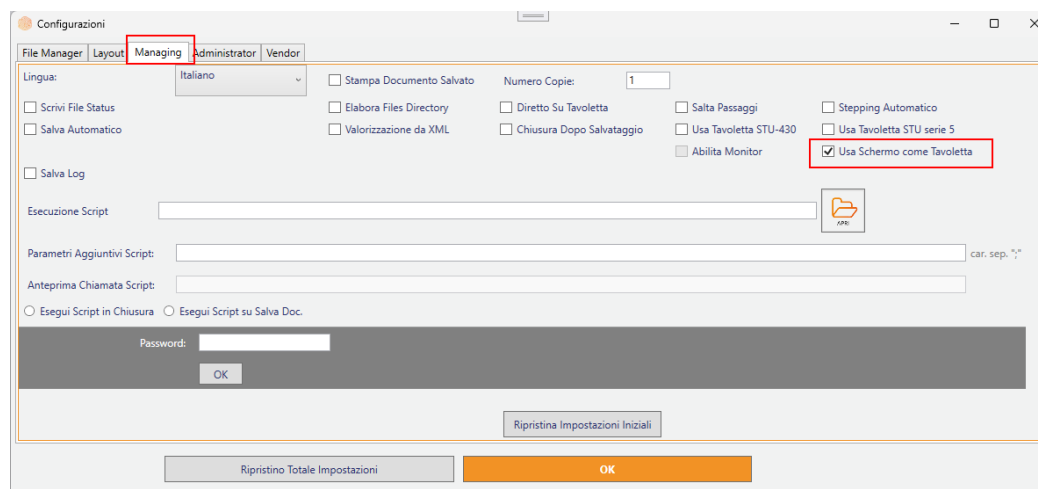 Configurazioni
File Manager Layout Managing Administrator Vendor
Lingua: Italiano Stampa Documento Salvato Numero Copie: 1
Scrivi File Status Elabora Files Directory Diretto Su Tavoletta Salta Passaggi Stepping Automatico
Salva Automatico Valorizzazione da XML Chiusura Dopo Salvataggio Usa Tavoletta STU-430 Usa Tavoletta STU serie 5
Abilita Monitor Usa Schermo come Tavoletta
Salva Log
Esecuzione Script APRI
Parametri Aggiuntivi Script: car. sep. ";"
Anteprima Chiamata Script:
Esegui Script in Chiusura Esegui Script su Salva Doc.
Password:
OK
Ripristina Impostazioni Iniziali
Ripristino Totale Impostazioni OK